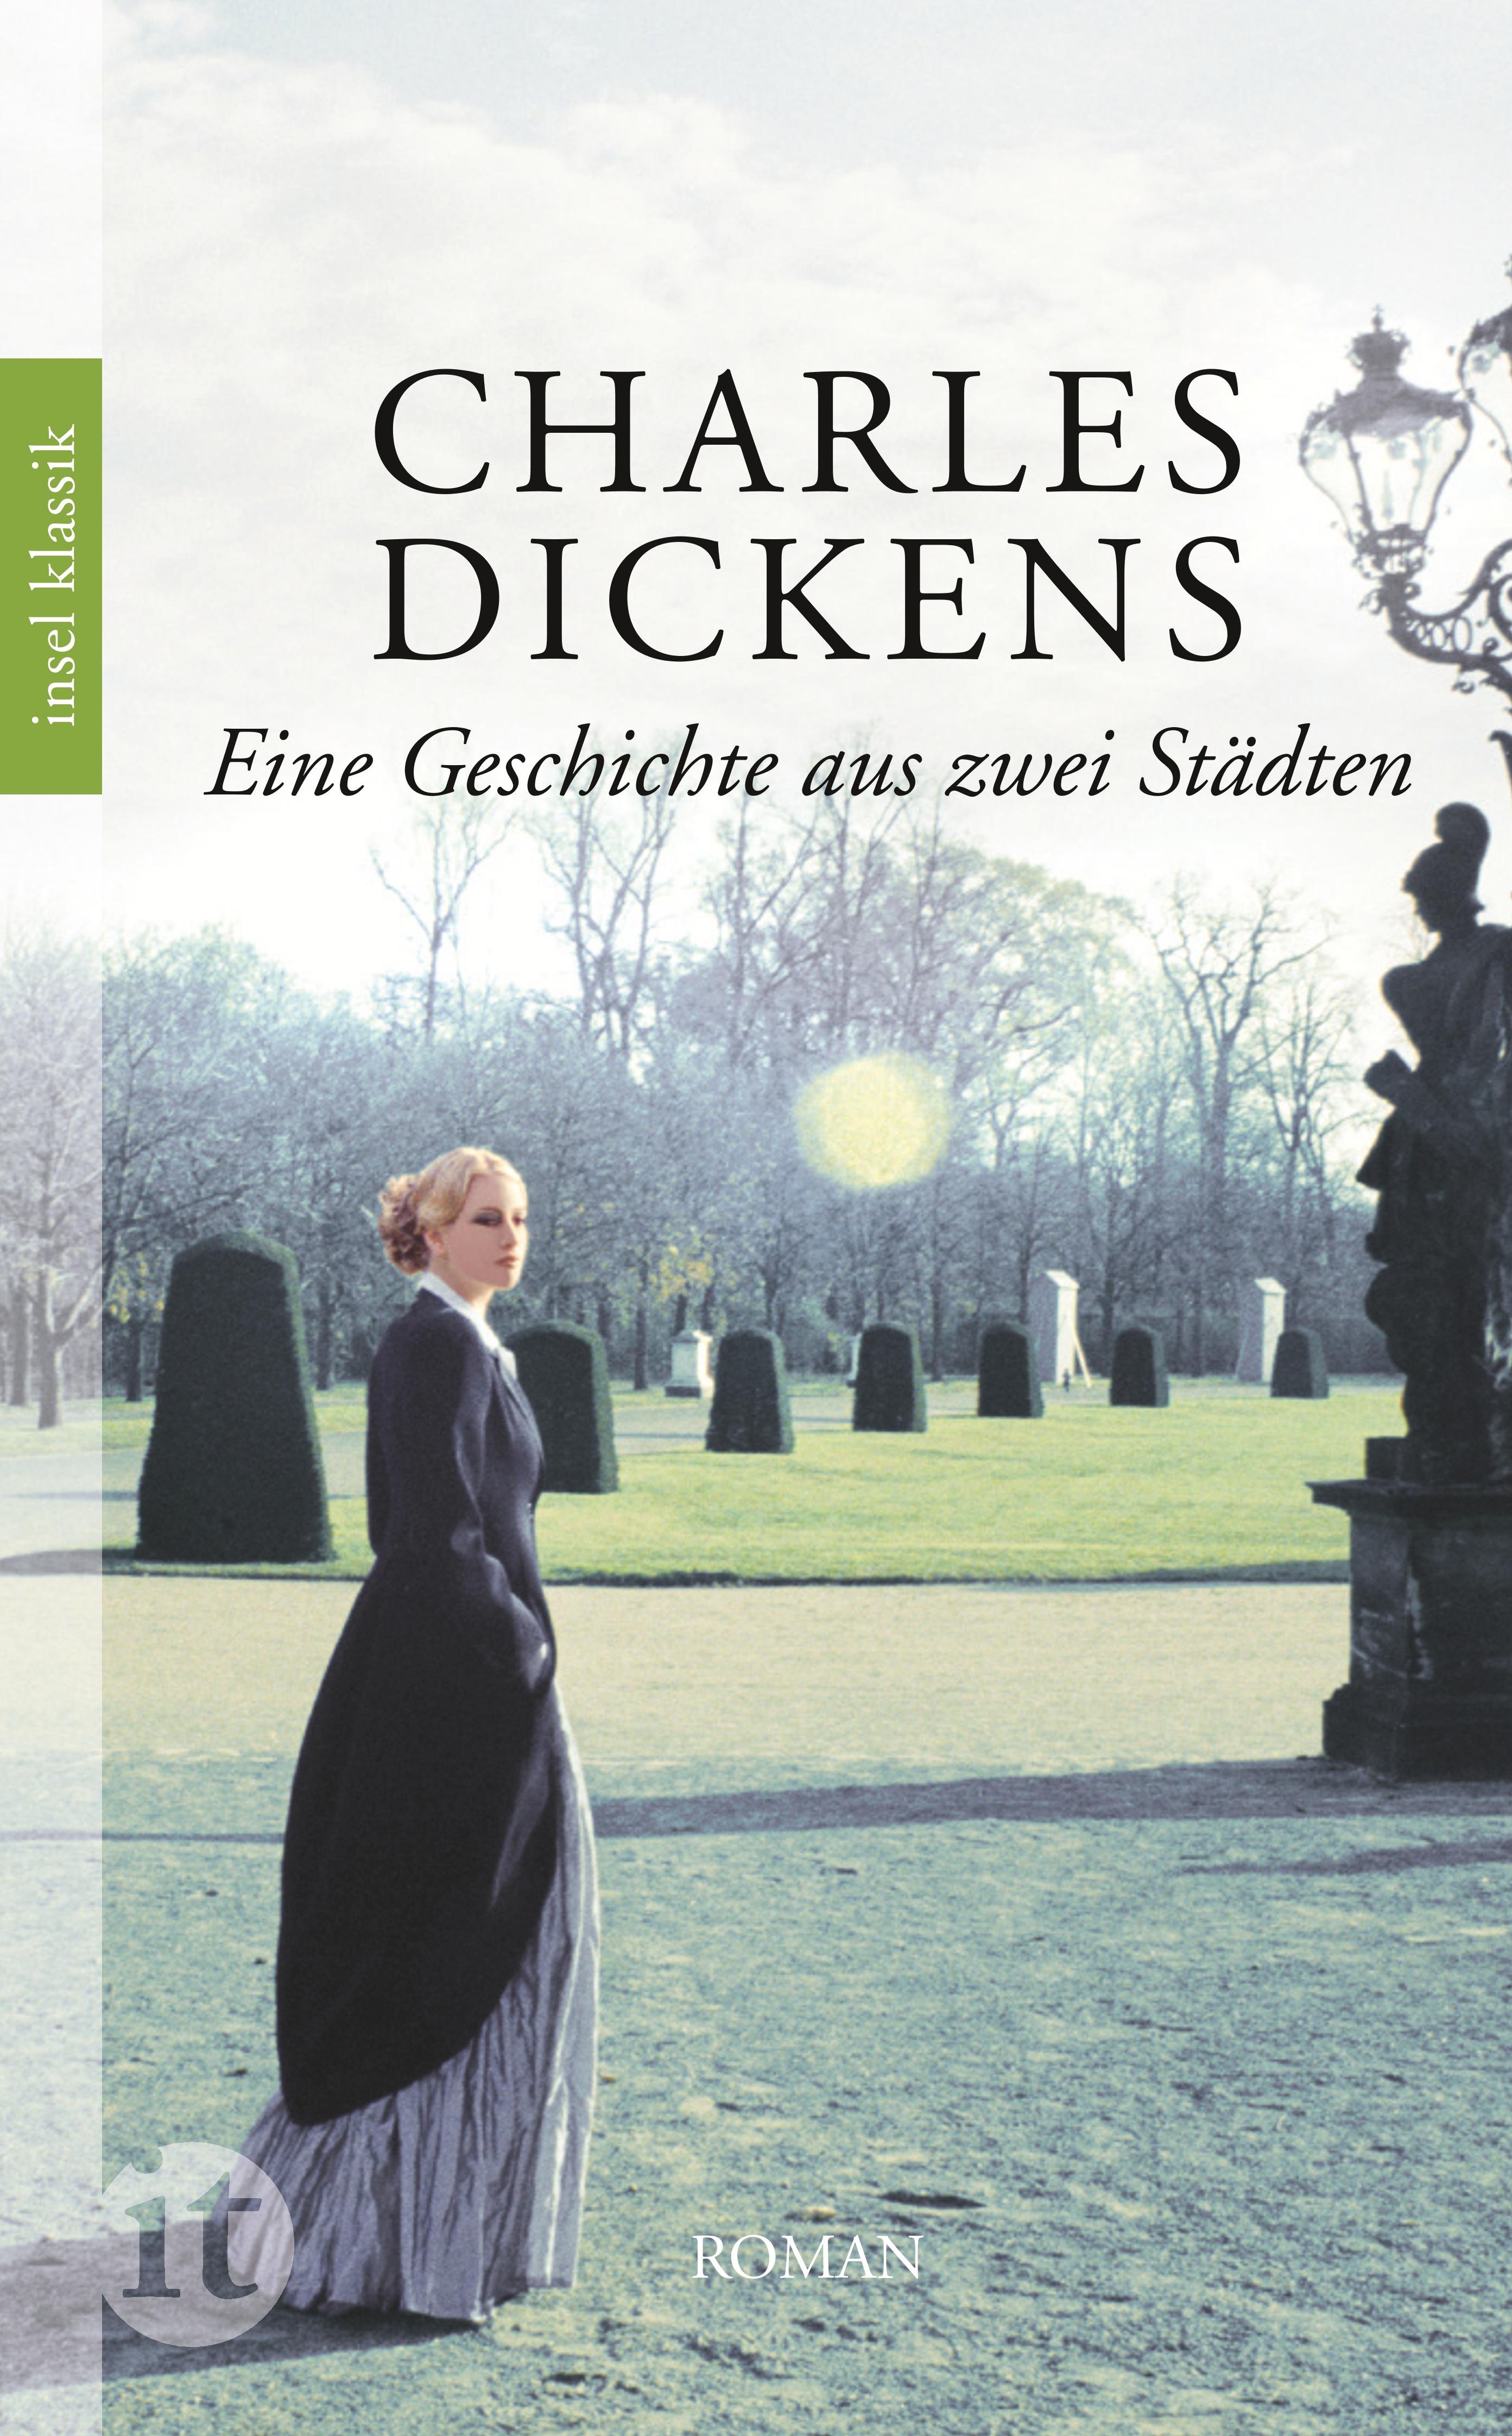 insel klassik
CHARLES
DICKENS
Eine Geschichte aus zwei Städten
it
ROMAN